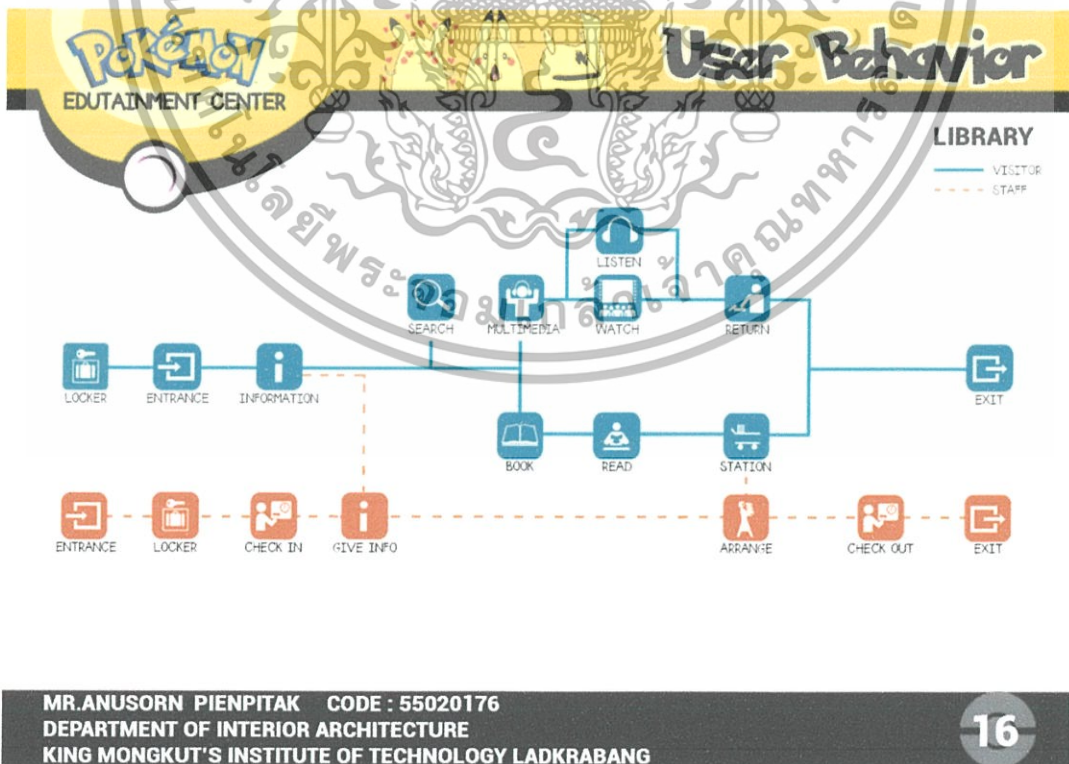 POKéMON
EDUTAINMENT CENTER
User Behavior
LIBRARY
VISITOR
STAFF
LISTEN
SEARCH
MULTIMEDIA
WATCH
RETURN
LOCKER
ENTRANCE
INFORMATION
EXIT
BOOK
READ
STATION
ENTRANCE
LOCKER
CHECK IN
GIVE INFO
ARRANGE
CHECK OUT
EXIT
MR.ANUSORN PIENPITAK CODE : 55020176
DEPARTMENT OF INTERIOR ARCHITECTURE
KING MONGKUT'S INSTITUTE OF TECHNOLOGY LADKRABANG
16